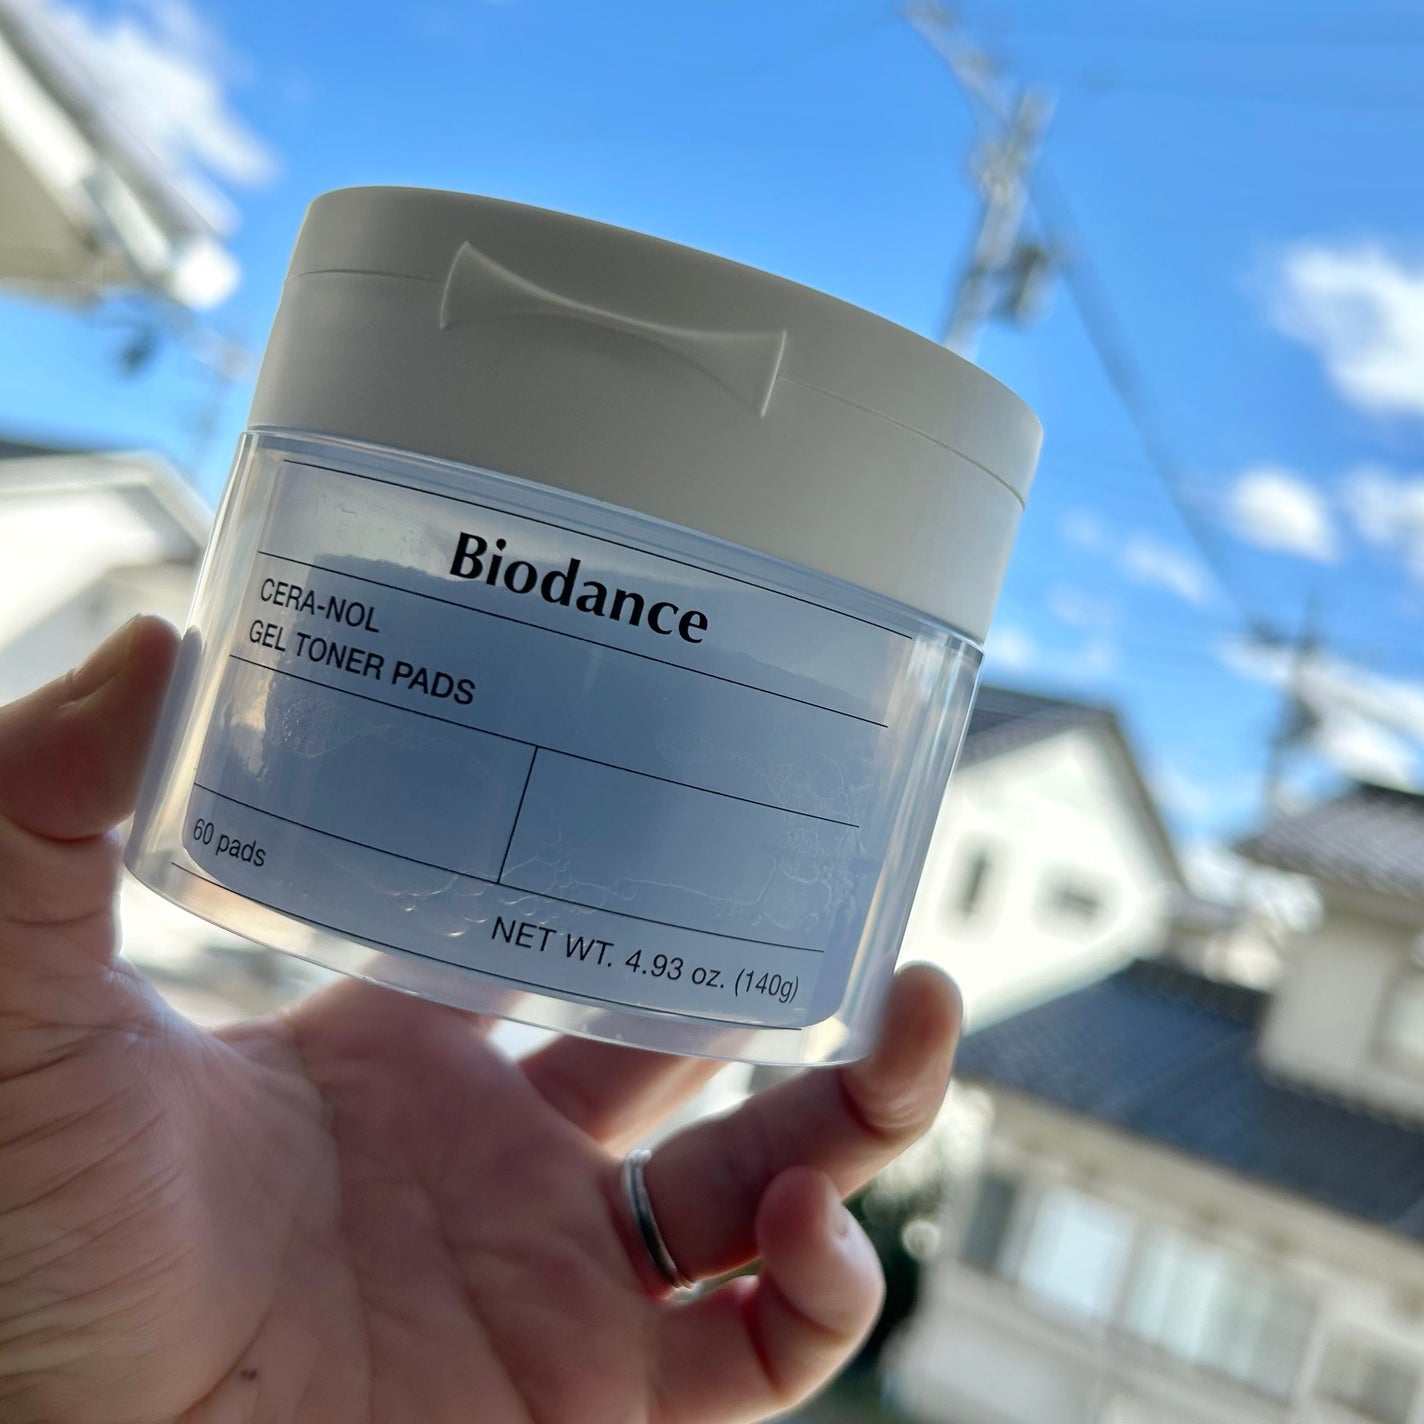 Biodance
CERA-NOL
GEL TONER PADS
60 pads
NET WT. 4.93 oz. (140g)